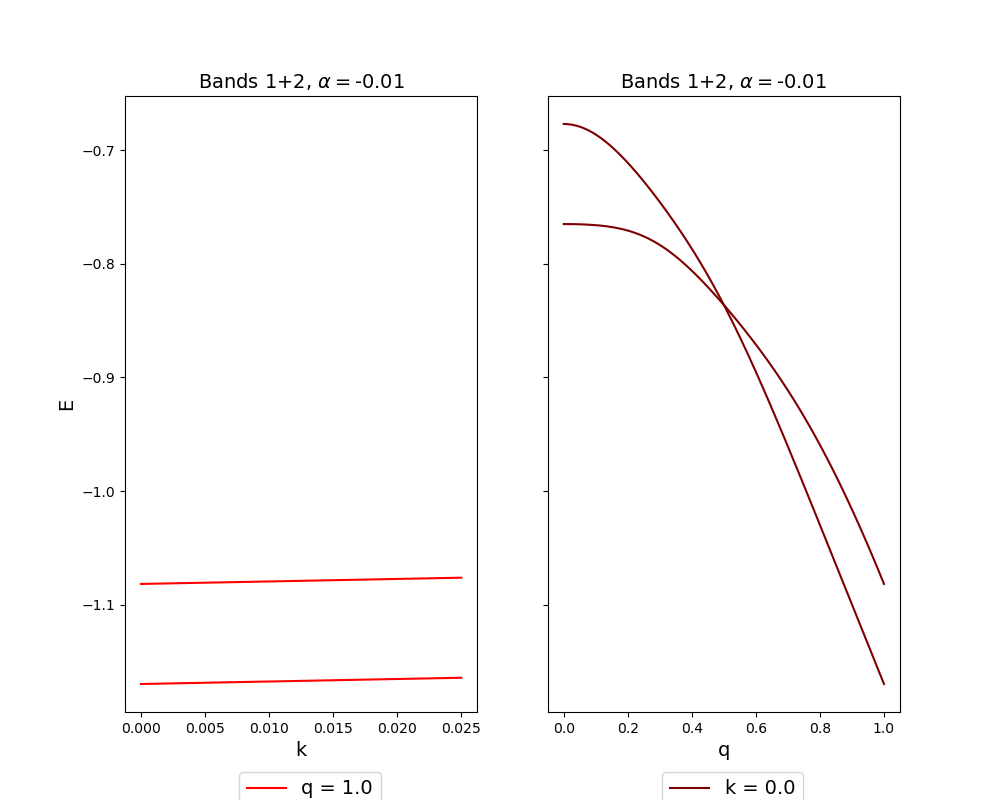 Bands 1+2, α = -0.01
Bands 1+2, α = -0.01
−0.7
−0.8
−0.9
−1.0
−1.1
E
0.000 0.005 0.010 0.015 0.020 0.025
0.0 0.2 0.4 0.6 0.8 1.0
k
q
q = 1.0
k = 0.0